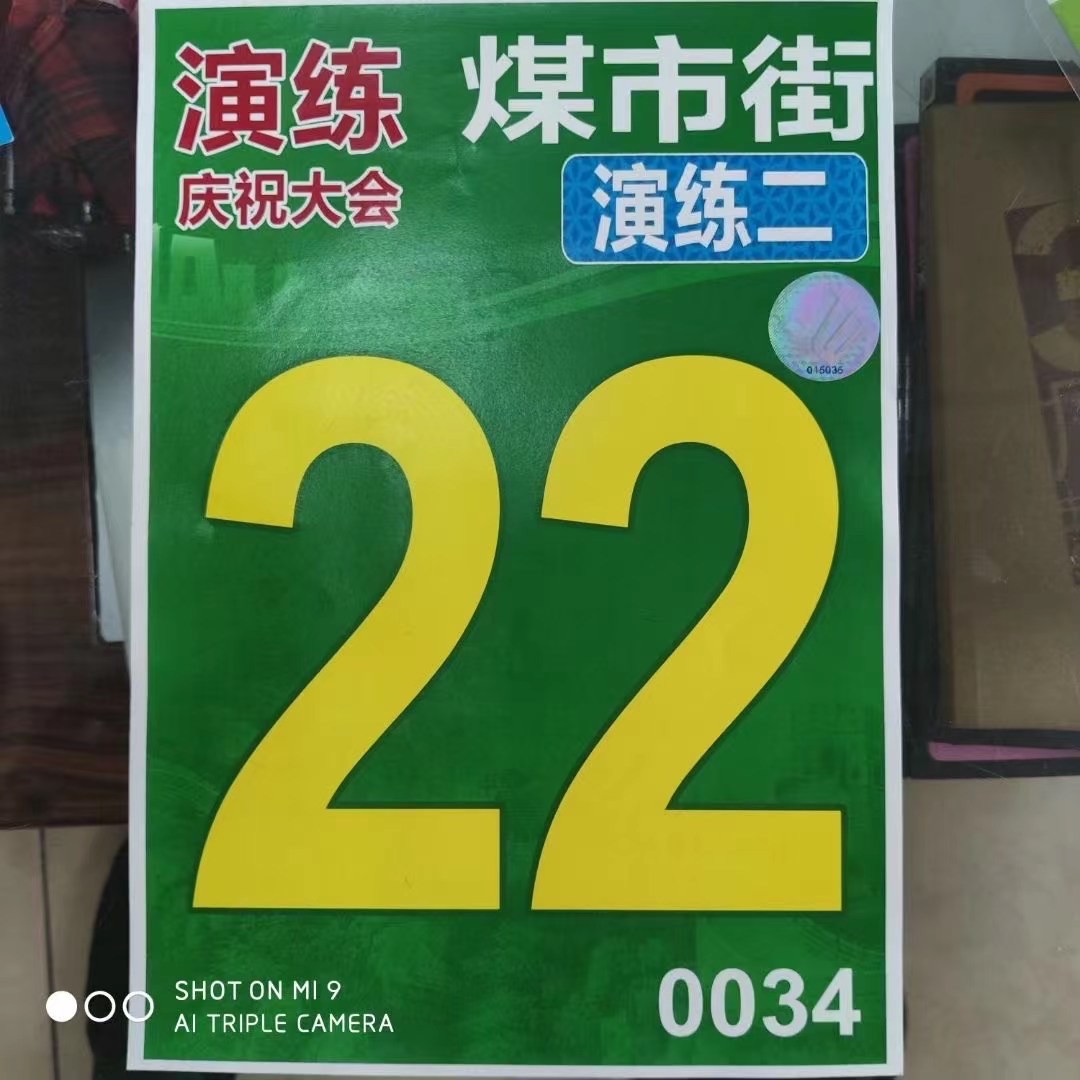 演练 煤市街
庆祝大会
演练二
015035
22
0034
SHOT ON MI 9
AI TRIPLE CAMERA